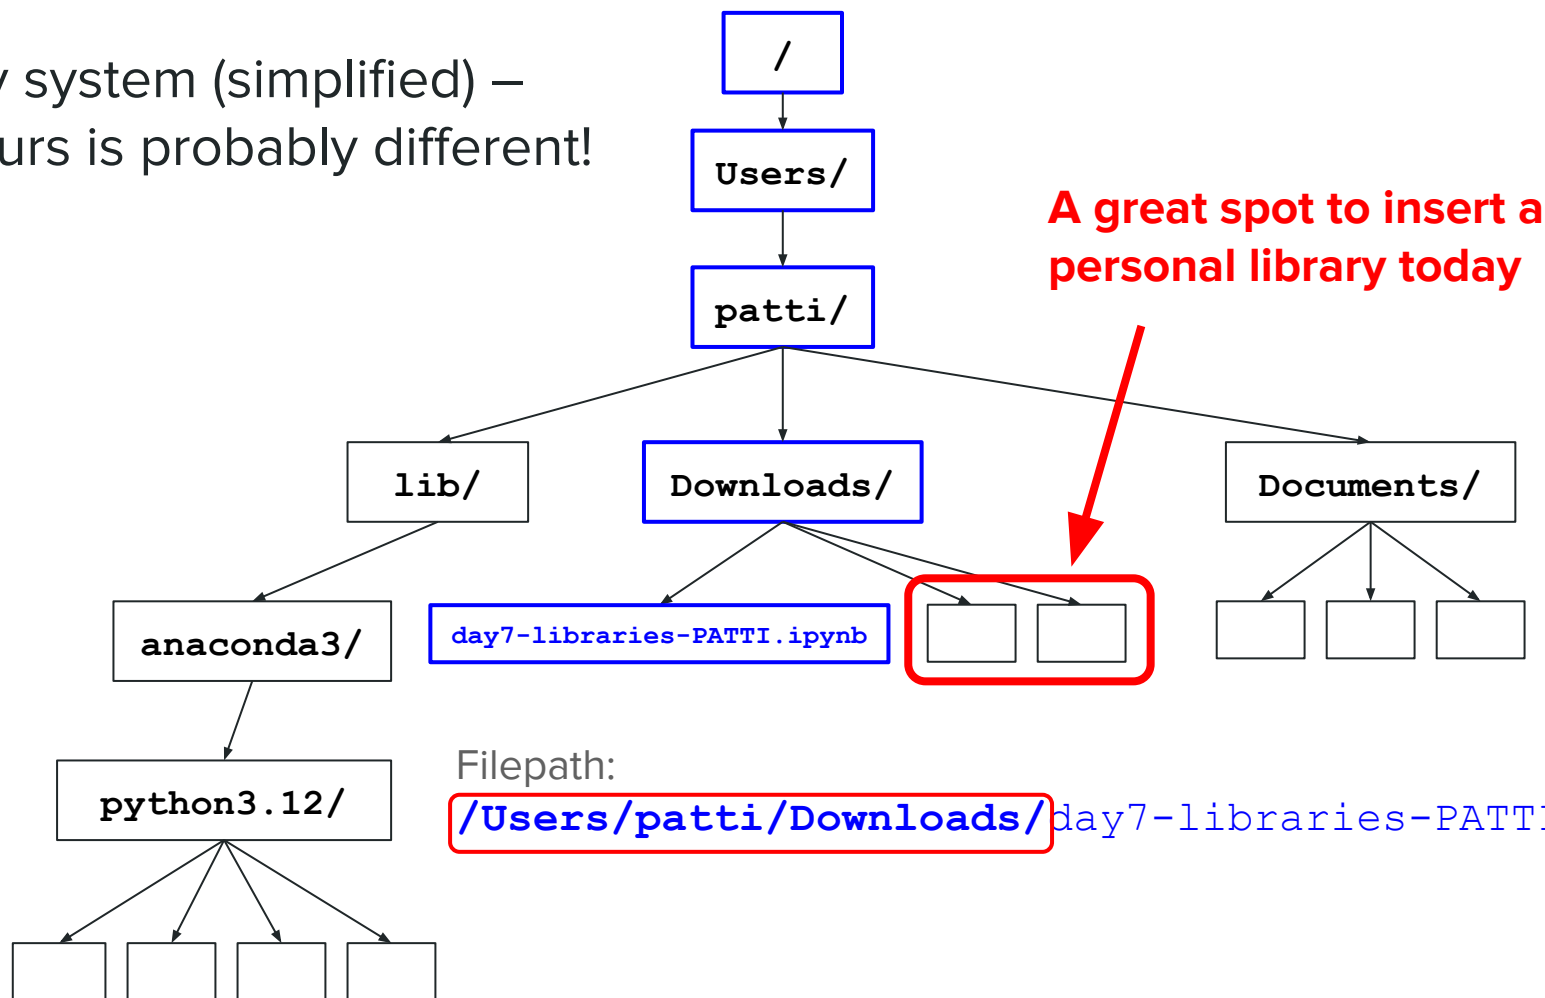 /
y system (simplified) –
urs is probably different!
Users/
A great spot to insert a
personal library today
patti/
lib/
Downloads/
Documents/
anaconda3/
day7-libraries-PATTI.ipynb
Filepath:
python3.12/
/Users/patti/Downloads/day7-libraries-PATTI